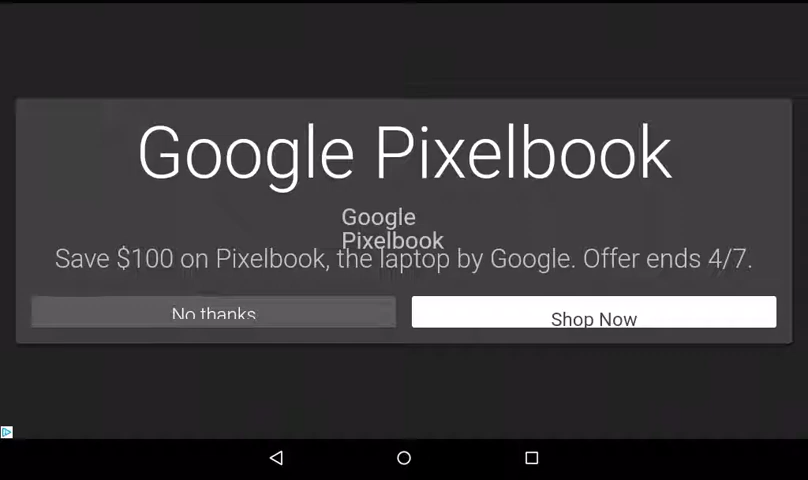 Google Pixelbook
Google
Pixelbook
Save $100 on Pixelbook, the laptop by Google. Offer ends 4/7.
No thanks
Shop Now